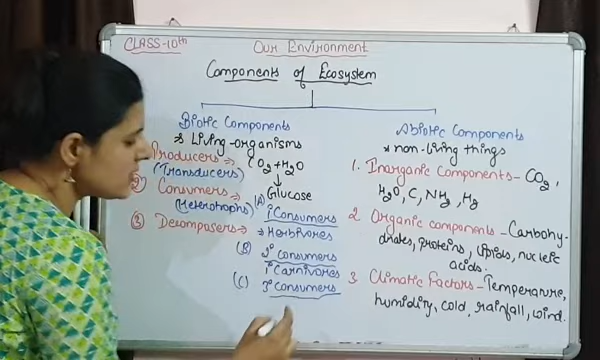 CLASS-10th
Our Environment
Components of Ecosystem
Biotic Components
* Living-organisms
Producers →
(Transducers)
CO2 + H2O
↓
Glucose
2) Consumers →
(Heterotrophs)
(A) 1° Consumers
→ Herbivores
3) Decomposers →
(B) 2° Consumers
1° Carnivores
(C) 3° Consumers
Abiotic Components
* non-living things
1. Inorganic Components - CO2,
H2O, C, NH3, H2
2. Organic components - Carbohy-
drates, proteins, lipids, nucleic
acids.
3. Climatic Factors - Temperature,
humidity, cold, rainfall, wind.